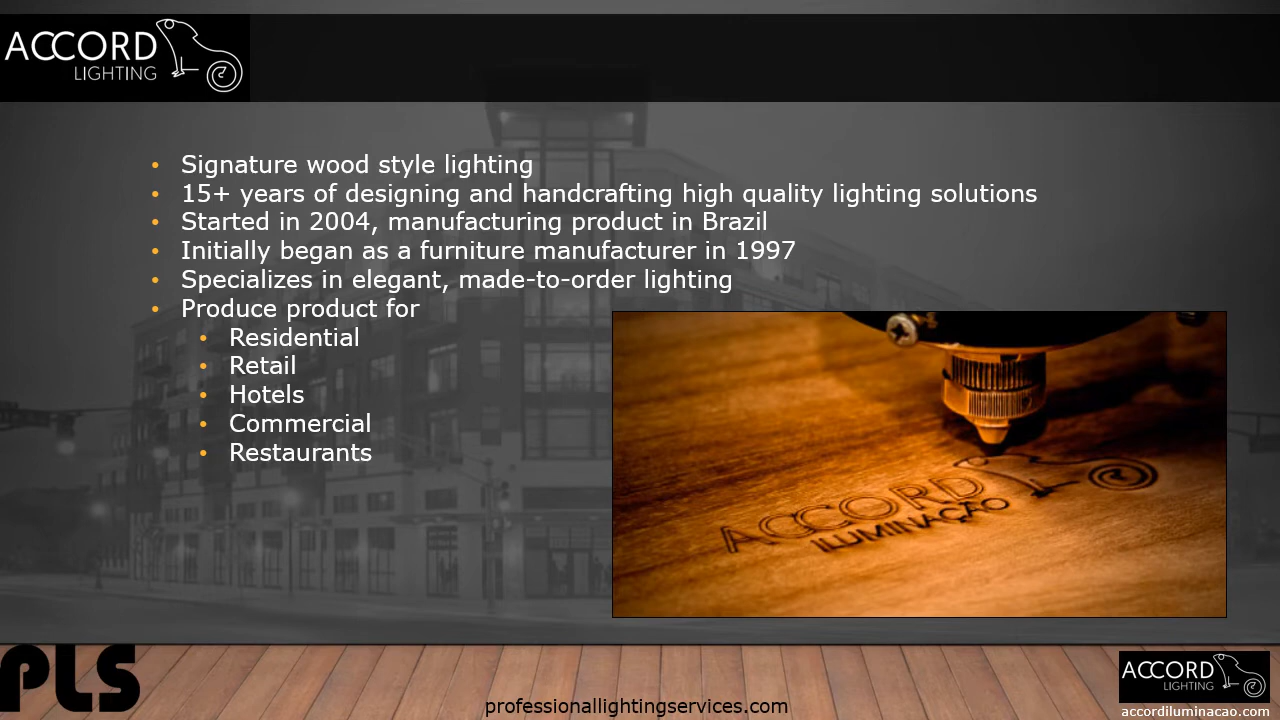 ACCORD
LIGHTING
• Signature wood style lighting
• 15+ years of designing and handcrafting high quality lighting solutions
• Started in 2004, manufacturing product in Brazil
• Initially began as a furniture manufacturer in 1997
• Specializes in elegant, made-to-order lighting
• Produce product for
• Residential
• Retail
• Hotels
• Commercial
• Restaurants
ACCORD
ILUMINAÇÃO
PLS
professionallightingservices.com
ACCORD
LIGHTING
accordiluminacao.com